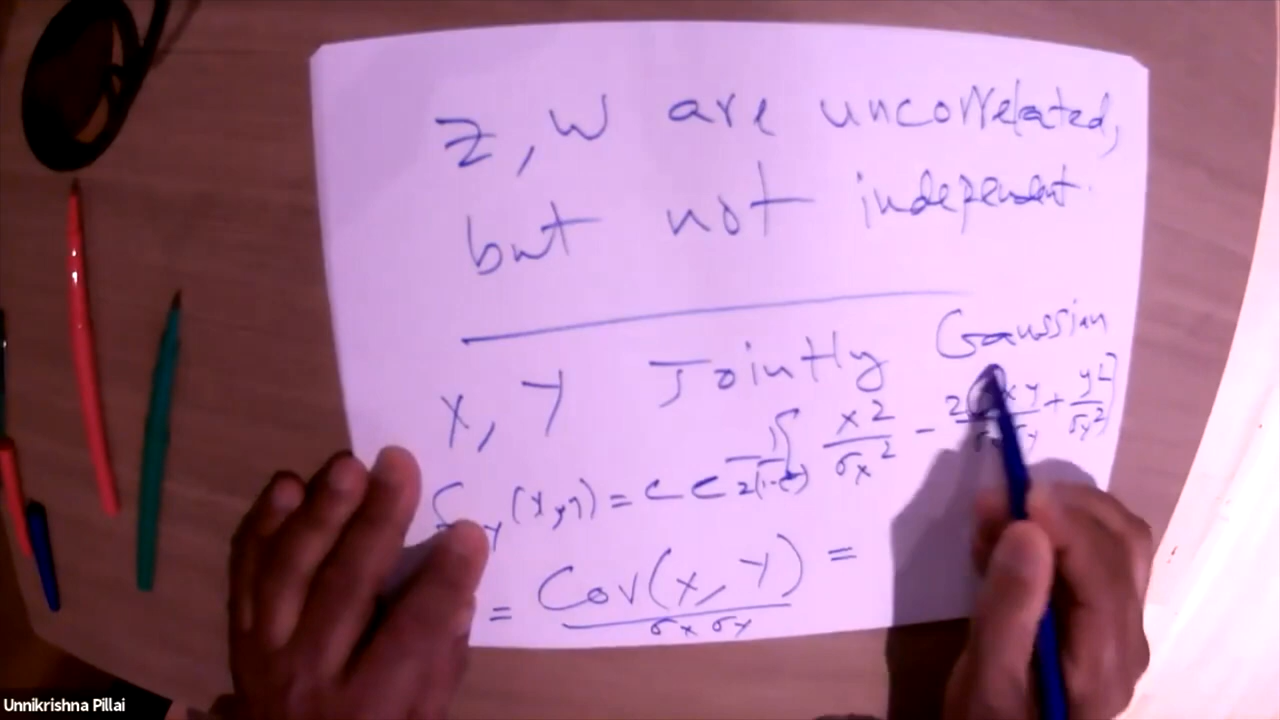 Z, W are uncorrelated,
but not independent.
X, Y Jointly Gaussian
(x,y) = c e -1/2(1- [x2/σx2 - 2 xy/σy + y2/σy2]
= Cov(X, Y)/σx σy =
Unnikrishna Pillai